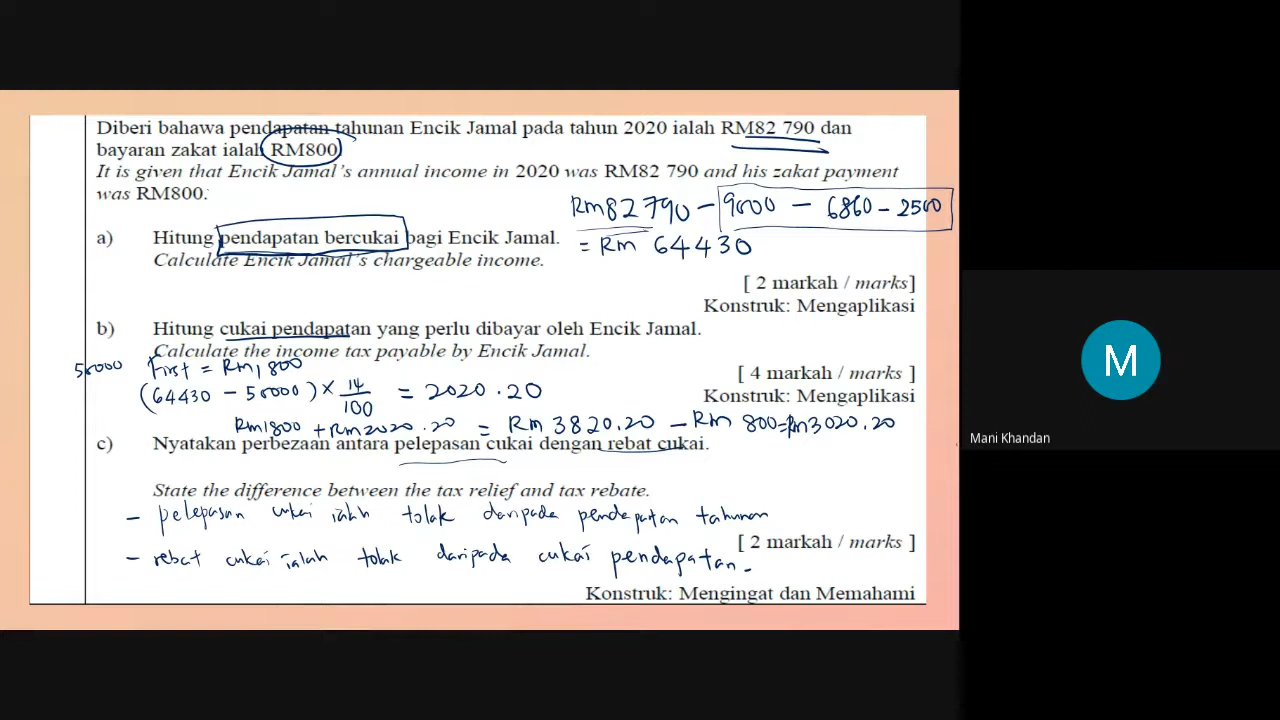 Diberi bahawa pendapatan tahunan Encik Jamal pada tahun 2020 ialah RM82 790 dan
bayaran zakat ialah RM800.
It is given that Encik Jamal's annual income in 2020 was RM82 790 and his zakat payment
was RM800.
RM82790 – 9000 – 6860 – 2500
= RM 64430
a) Hitung pendapatan bercukai bagi Encik Jamal.
Calculate Encik Jamal's chargeable income.
[ 2 markah / marks]
Konstruk: Mengaplikasi
b) Hitung cukai pendapatan yang perlu dibayar oleh Encik Jamal.
Calculate the income tax payable by Encik Jamal.
50000 First = RM1800
[ 4 markah / marks]
(64430 – 50000) × 14/100 = 2020.20
Konstruk: Mengaplikasi
RM1800 + RM2020.20 = RM 3820.20 – RM 800 = RM3020.20
c) Nyatakan perbezaan antara pelepasan cukai dengan rebat cukai.
State the difference between the tax relief and tax rebate.
– pelepasan cukai ialah tolak daripada pendapatan tahunan
[ 2 markah / marks ]
– rebat cukai ialah tolak daripada cukai pendapatan.
Konstruk: Mengingat dan Memahami
M
Mani Khandan